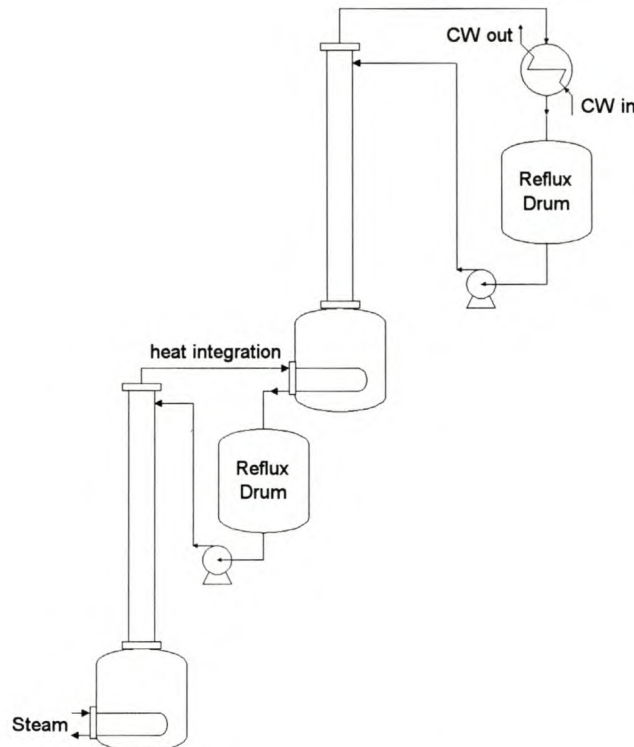 CW out
CW in
Reflux
Drum
heat integration
Reflux
Drum
Steam